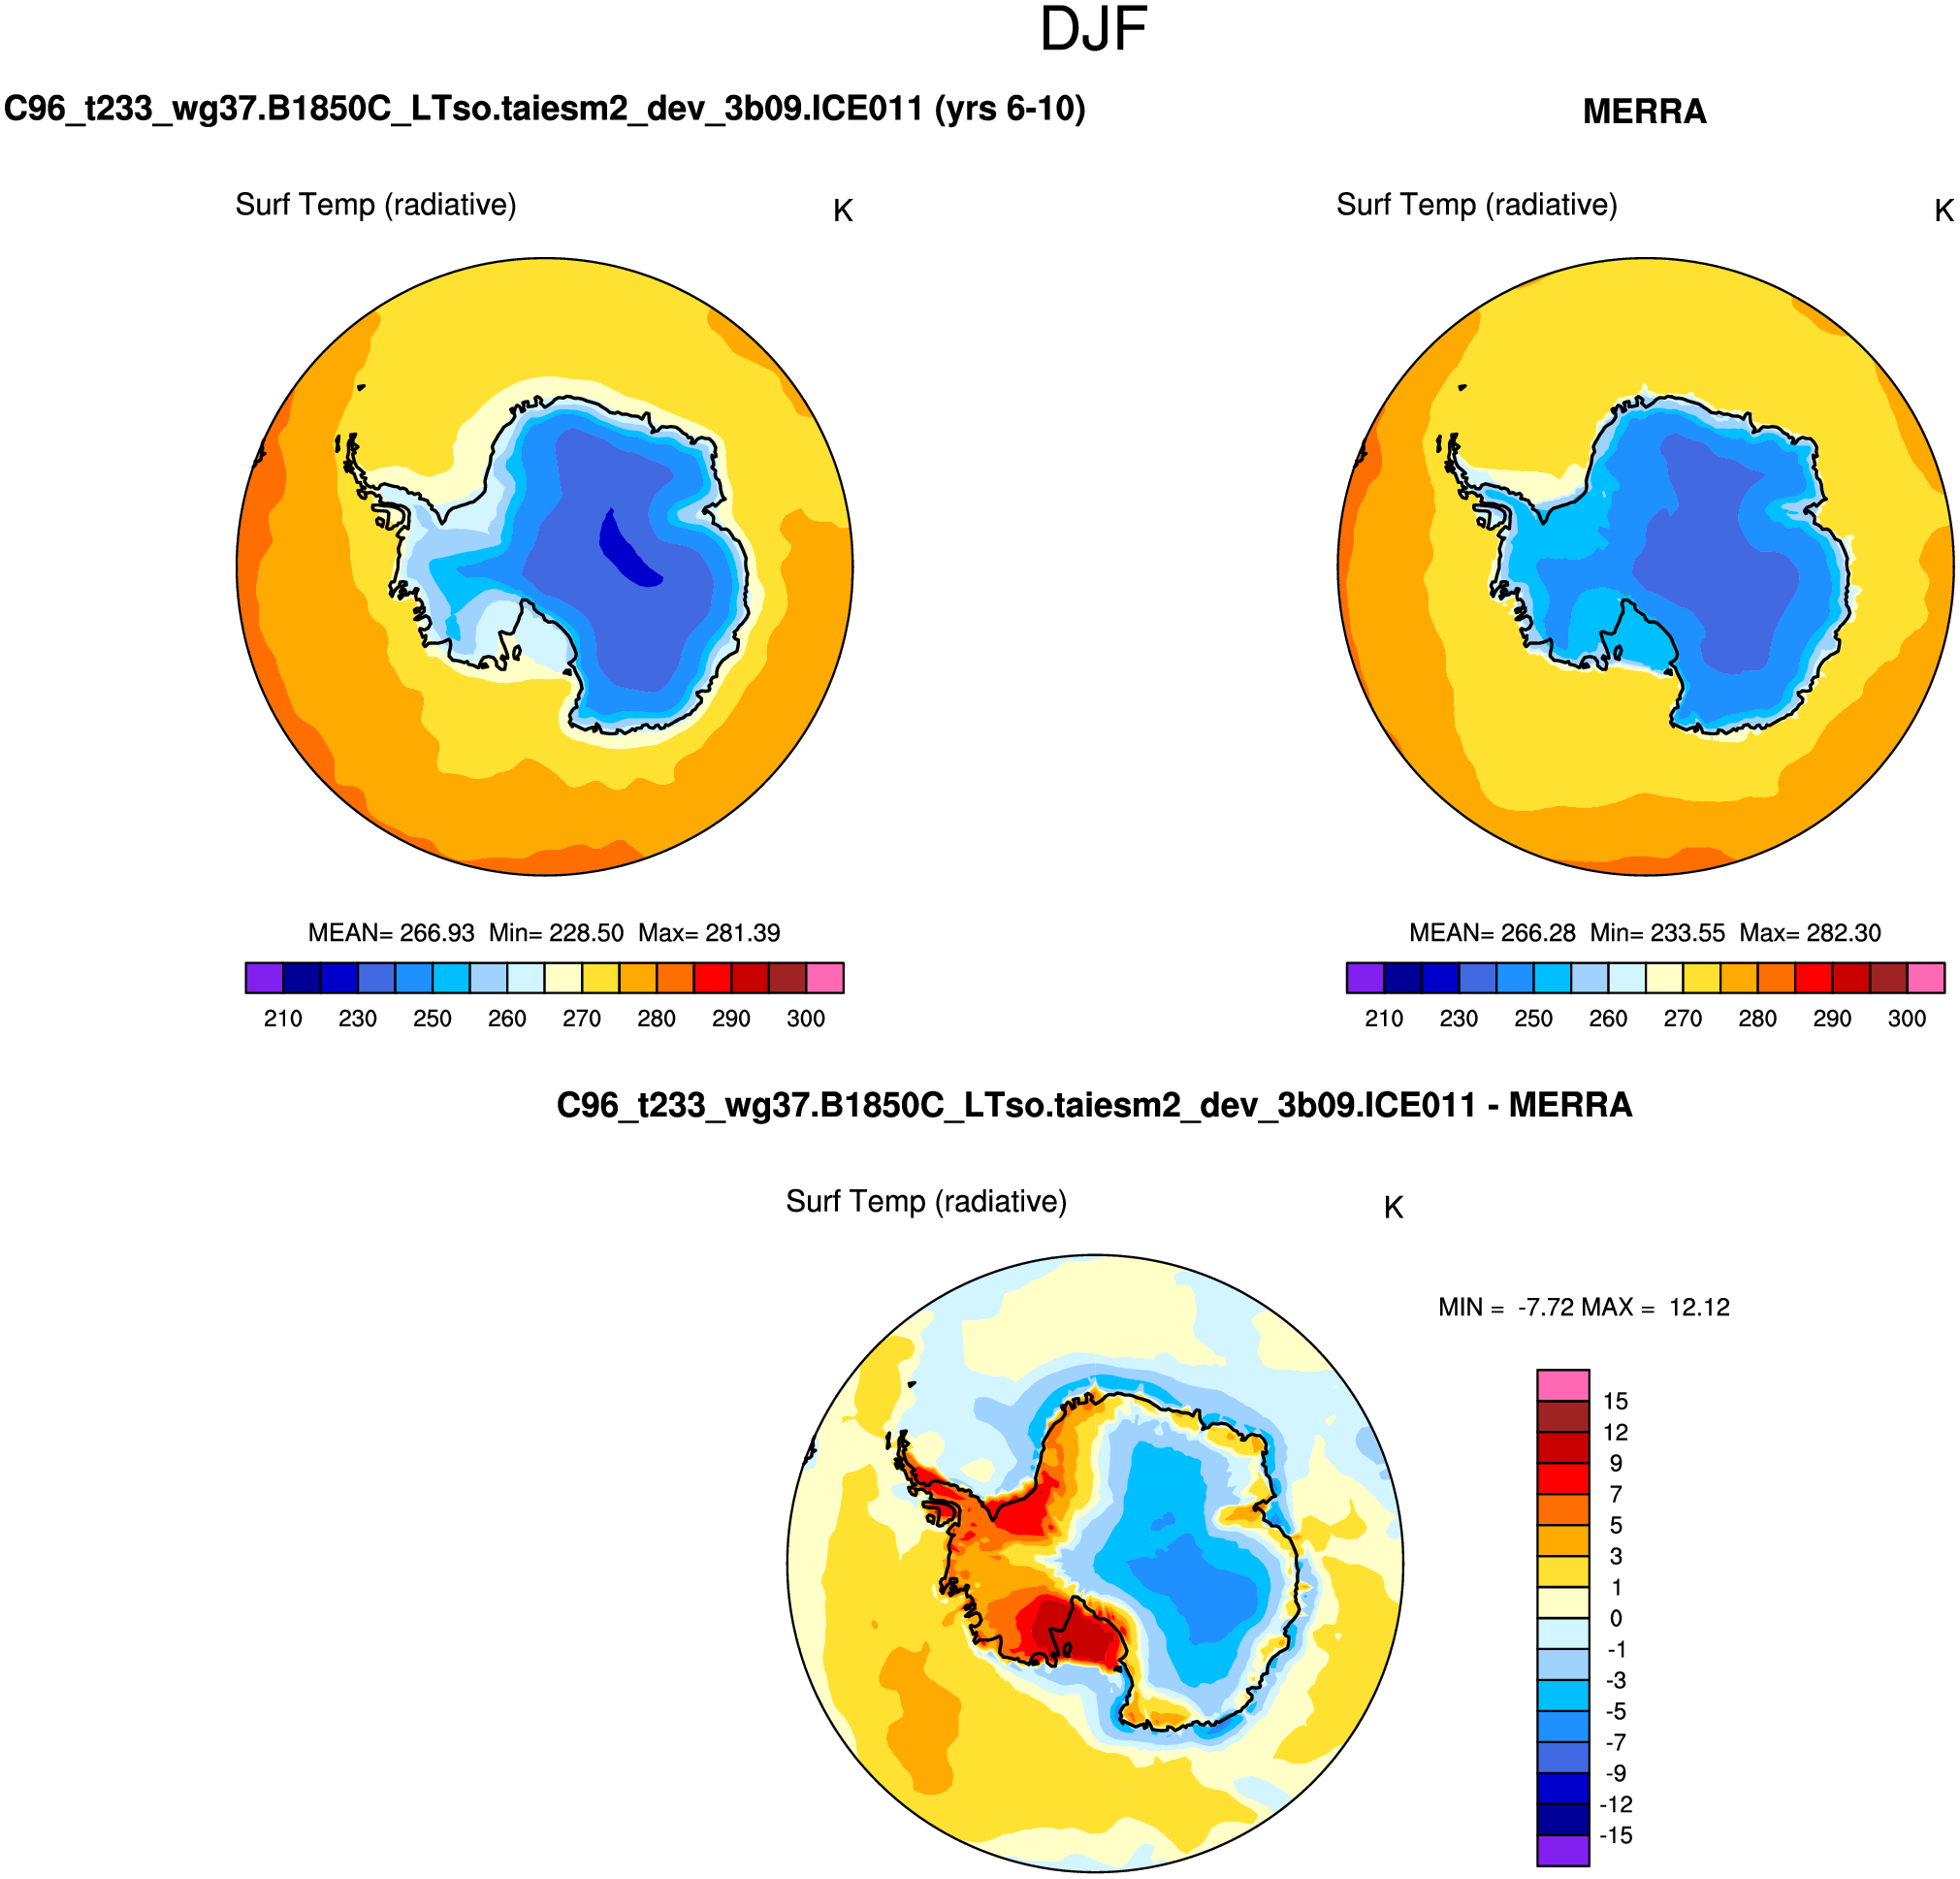 DJF
C96_t233_wg37.B1850C_LTso.taiesm2_dev_3b09.ICE011 (yrs 6-10)
MERRA
Surf Temp (radiative) K
Surf Temp (radiative) K
MEAN= 266.93 Min= 228.50 Max= 281.39
MEAN= 266.28 Min= 233.55 Max= 282.30
210 230 250 260 270 280 290 300
210 230 250 260 270 280 290 300
C96_t233_wg37.B1850C_LTso.taiesm2_dev_3b09.ICE011 - MERRA
Surf Temp (radiative) K
MIN = -7.72 MAX = 12.12
15
12
9
7
5
3
1
0
-1
-3
-5
-7
-9
-12
-15